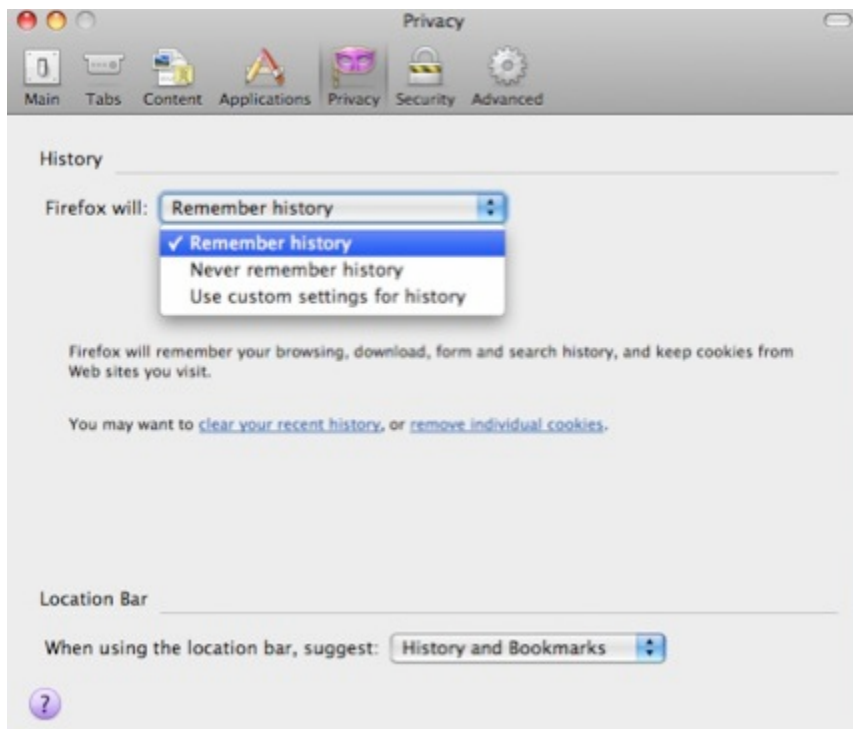 Privacy
Main Tabs Content Applications Privacy Security Advanced
History
Firefox will: Remember history
✓ Remember history
Never remember history
Use custom settings for history
Firefox will remember your browsing, download, form and search history, and keep cookies from
Web sites you visit.
You may want to clear your recent history, or remove individual cookies.
Location Bar
When using the location bar, suggest: History and Bookmarks
?